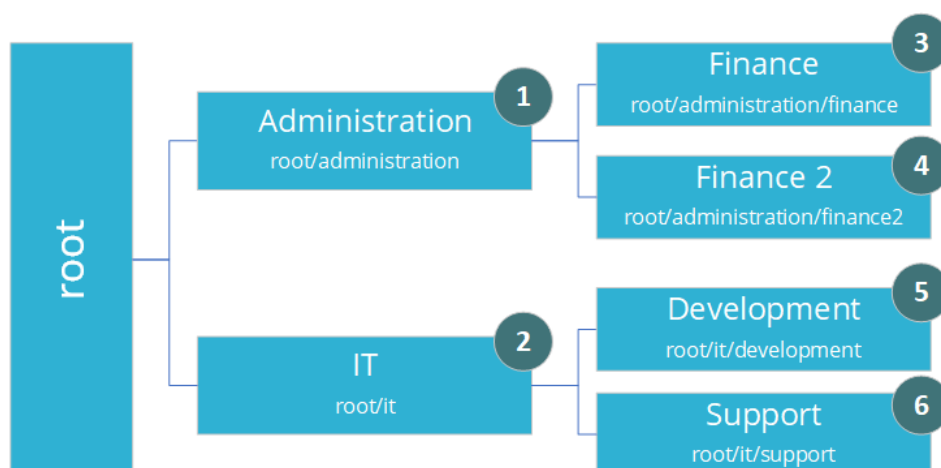 root
1
Administration
root/administration
2
IT
root/it
3
Finance
root/administration/finance
4
Finance 2
root/administration/finance2
5
Development
root/it/development
6
Support
root/it/support